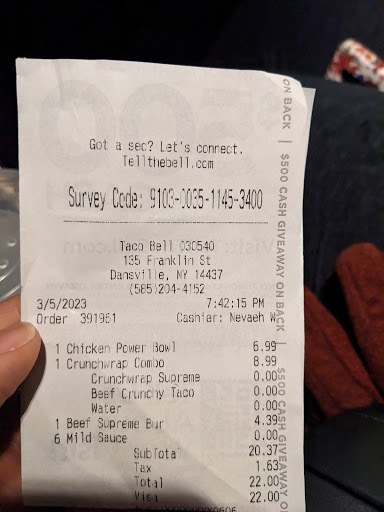 Got a sec? Let's connect.
Tellthebell.com
Survey Code: 9103-0035-1145-3400
Taco Bell 030540
135 Franklin St
Dansville, NY 14437
(585)204-4152
3/5/2023 7:42:15 PM
Order 391961 Cashier: Nevaeh W.
1 Chicken Power Bowl 6.99
1 Crunchwrap Combo 8.99
Crunchwrap Supreme 0.00
Beef Crunchy Taco 0.00
Water 0.00
1 Beef Supreme Bur 4.39
6 Mild Sauce 0.00
SubTotal 20.37
Tax 1.63
Total 22.00
Visa 22.00
ON BACK | $500 CASH GIVEAWAY ON BACK | $500 CASH GIVEAWAY